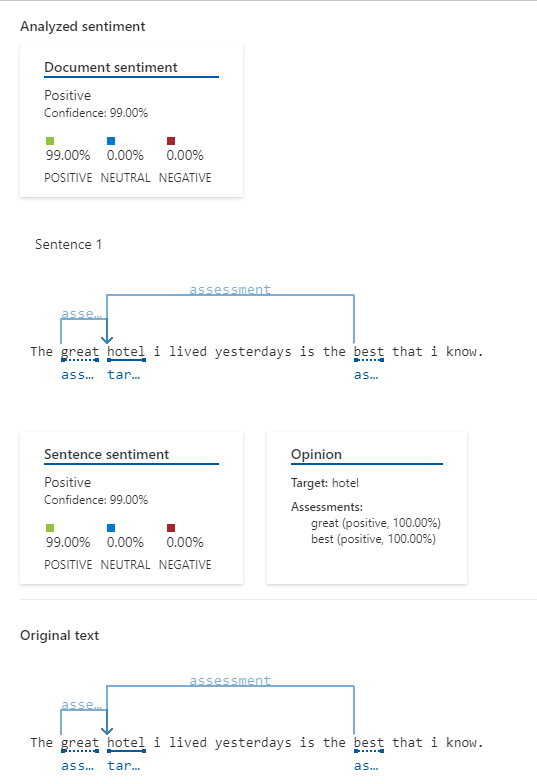 Analyzed sentiment
Document sentiment
Positive
Confidence: 99.00%
99.00% 0.00% 0.00%
POSITIVE NEUTRAL NEGATIVE
Sentence 1
assessment
asse…
The great hotel i lived yesterdays is the best that i know.
ass… tar… as…
Sentence sentiment
Positive
Confidence: 99.00%
99.00% 0.00% 0.00%
POSITIVE NEUTRAL NEGATIVE
Opinion
Target: hotel
Assessments:
great (positive, 100.00%)
best (positive, 100.00%)
Original text
assessment
asse…
The great hotel i lived yesterdays is the best that i know.
ass… tar… as…